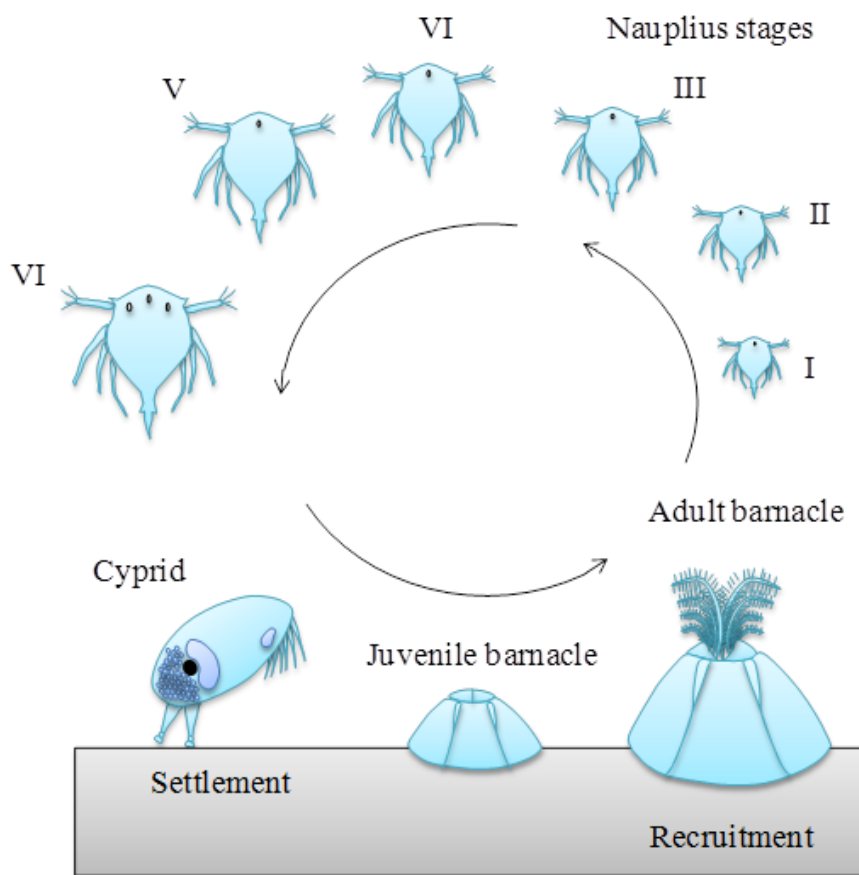 VI
Nauplius stages
V
III
II
VI
I
Adult barnacle
Cyprid
Juvenile barnacle
Settlement
Recruitment